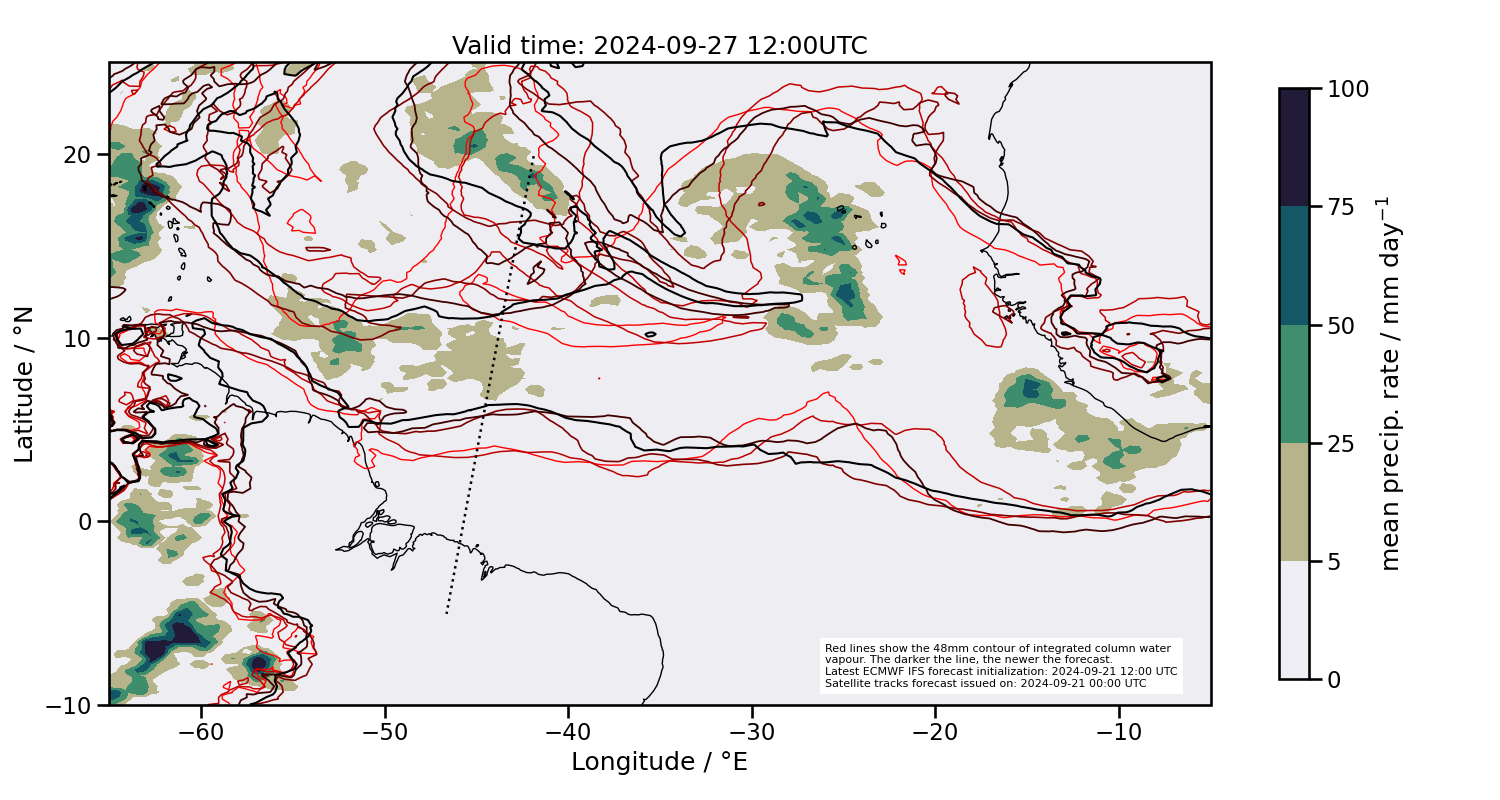 Valid time: 2024-09-27 12:00UTC
Latitude / °N
20
10
0
−10
−60
−50
−40
−30
−20
−10
Longitude / °E
Red lines show the 48mm contour of integrated column water
vapour. The darker the line, the newer the forecast.
Latest ECMWF IFS forecast initialization: 2024-09-21 12:00 UTC
Satellite tracks forecast issued on: 2024-09-21 00:00 UTC
100
75
50
25
5
0
mean precip. rate / mm day⁻¹